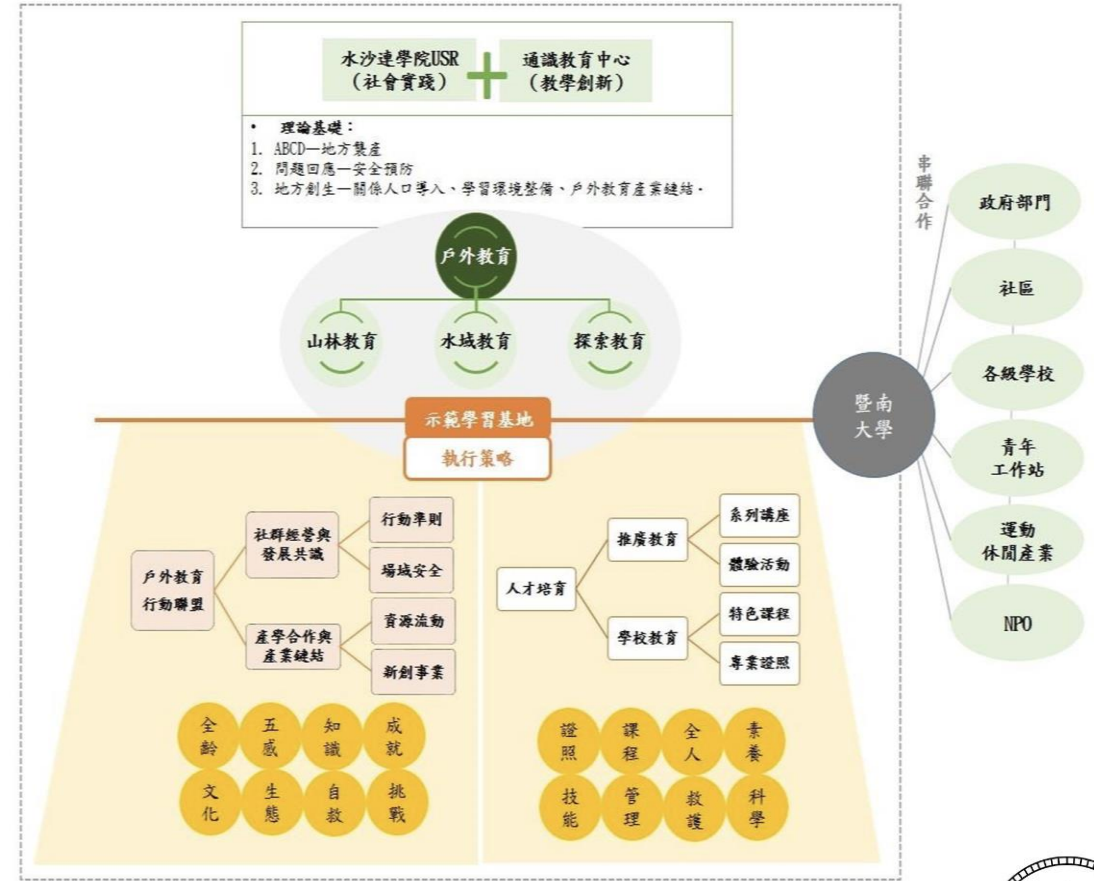 水沙連學院USR
（社會實踐）
通識教育中心
（教學創新）
• 理論基礎：
1. ABCD—地方襲產
2. 問題回應—安全預防
3. 地方創生—關係人口導入、學習環境整備、戶外教育產業鏈結。
戶外教育
山林教育
水域教育
探索教育
示範學習基地
執行策略
戶外教育
行動聯盟
社群經營與
發展共識
行動準則
場域安全
產學合作與
產業鏈結
資源流動
新創事業
全齡
五感
知識
成就
文化
生態
自救
挑戰
人才培育
推廣教育
系列講座
體驗活動
學校教育
特色課程
專業證照
證照
課程
全人
素養
技能
管理
救護
科學
暨南
大學
串聯合作
政府部門
社區
各級學校
青年
工作站
運動
休閒產業
NPO